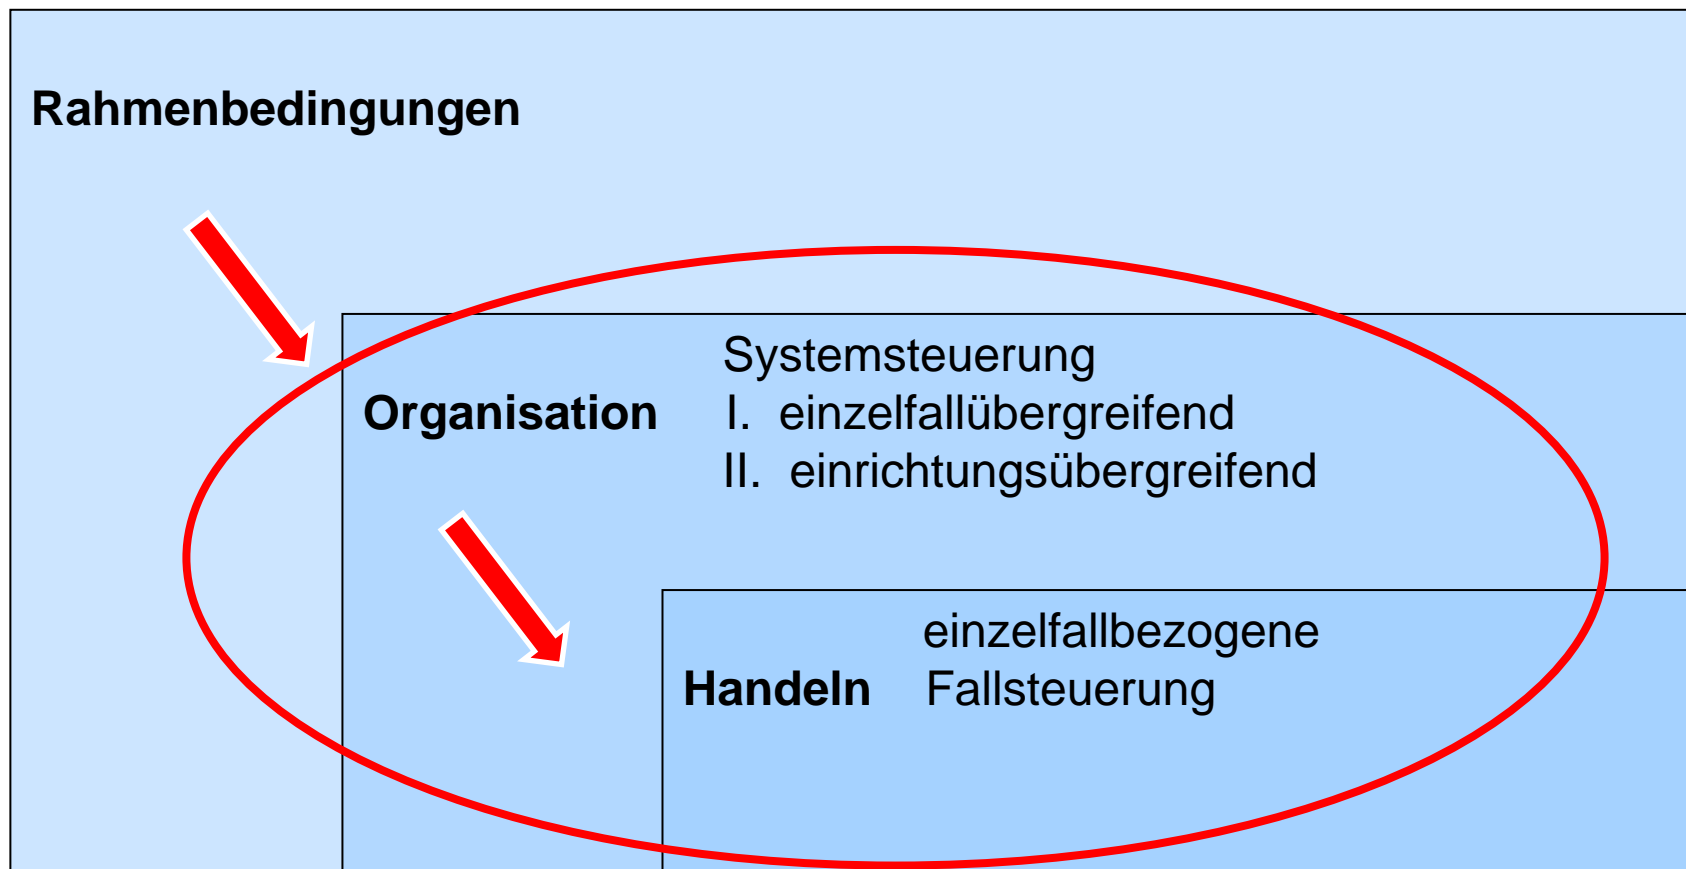 Rahmenbedingungen
Systemsteuerung
Organisation I. einzelfallübergreifend
II. einrichtungsübergreifend
einzelfallbezogene
Handeln Fallsteuerung